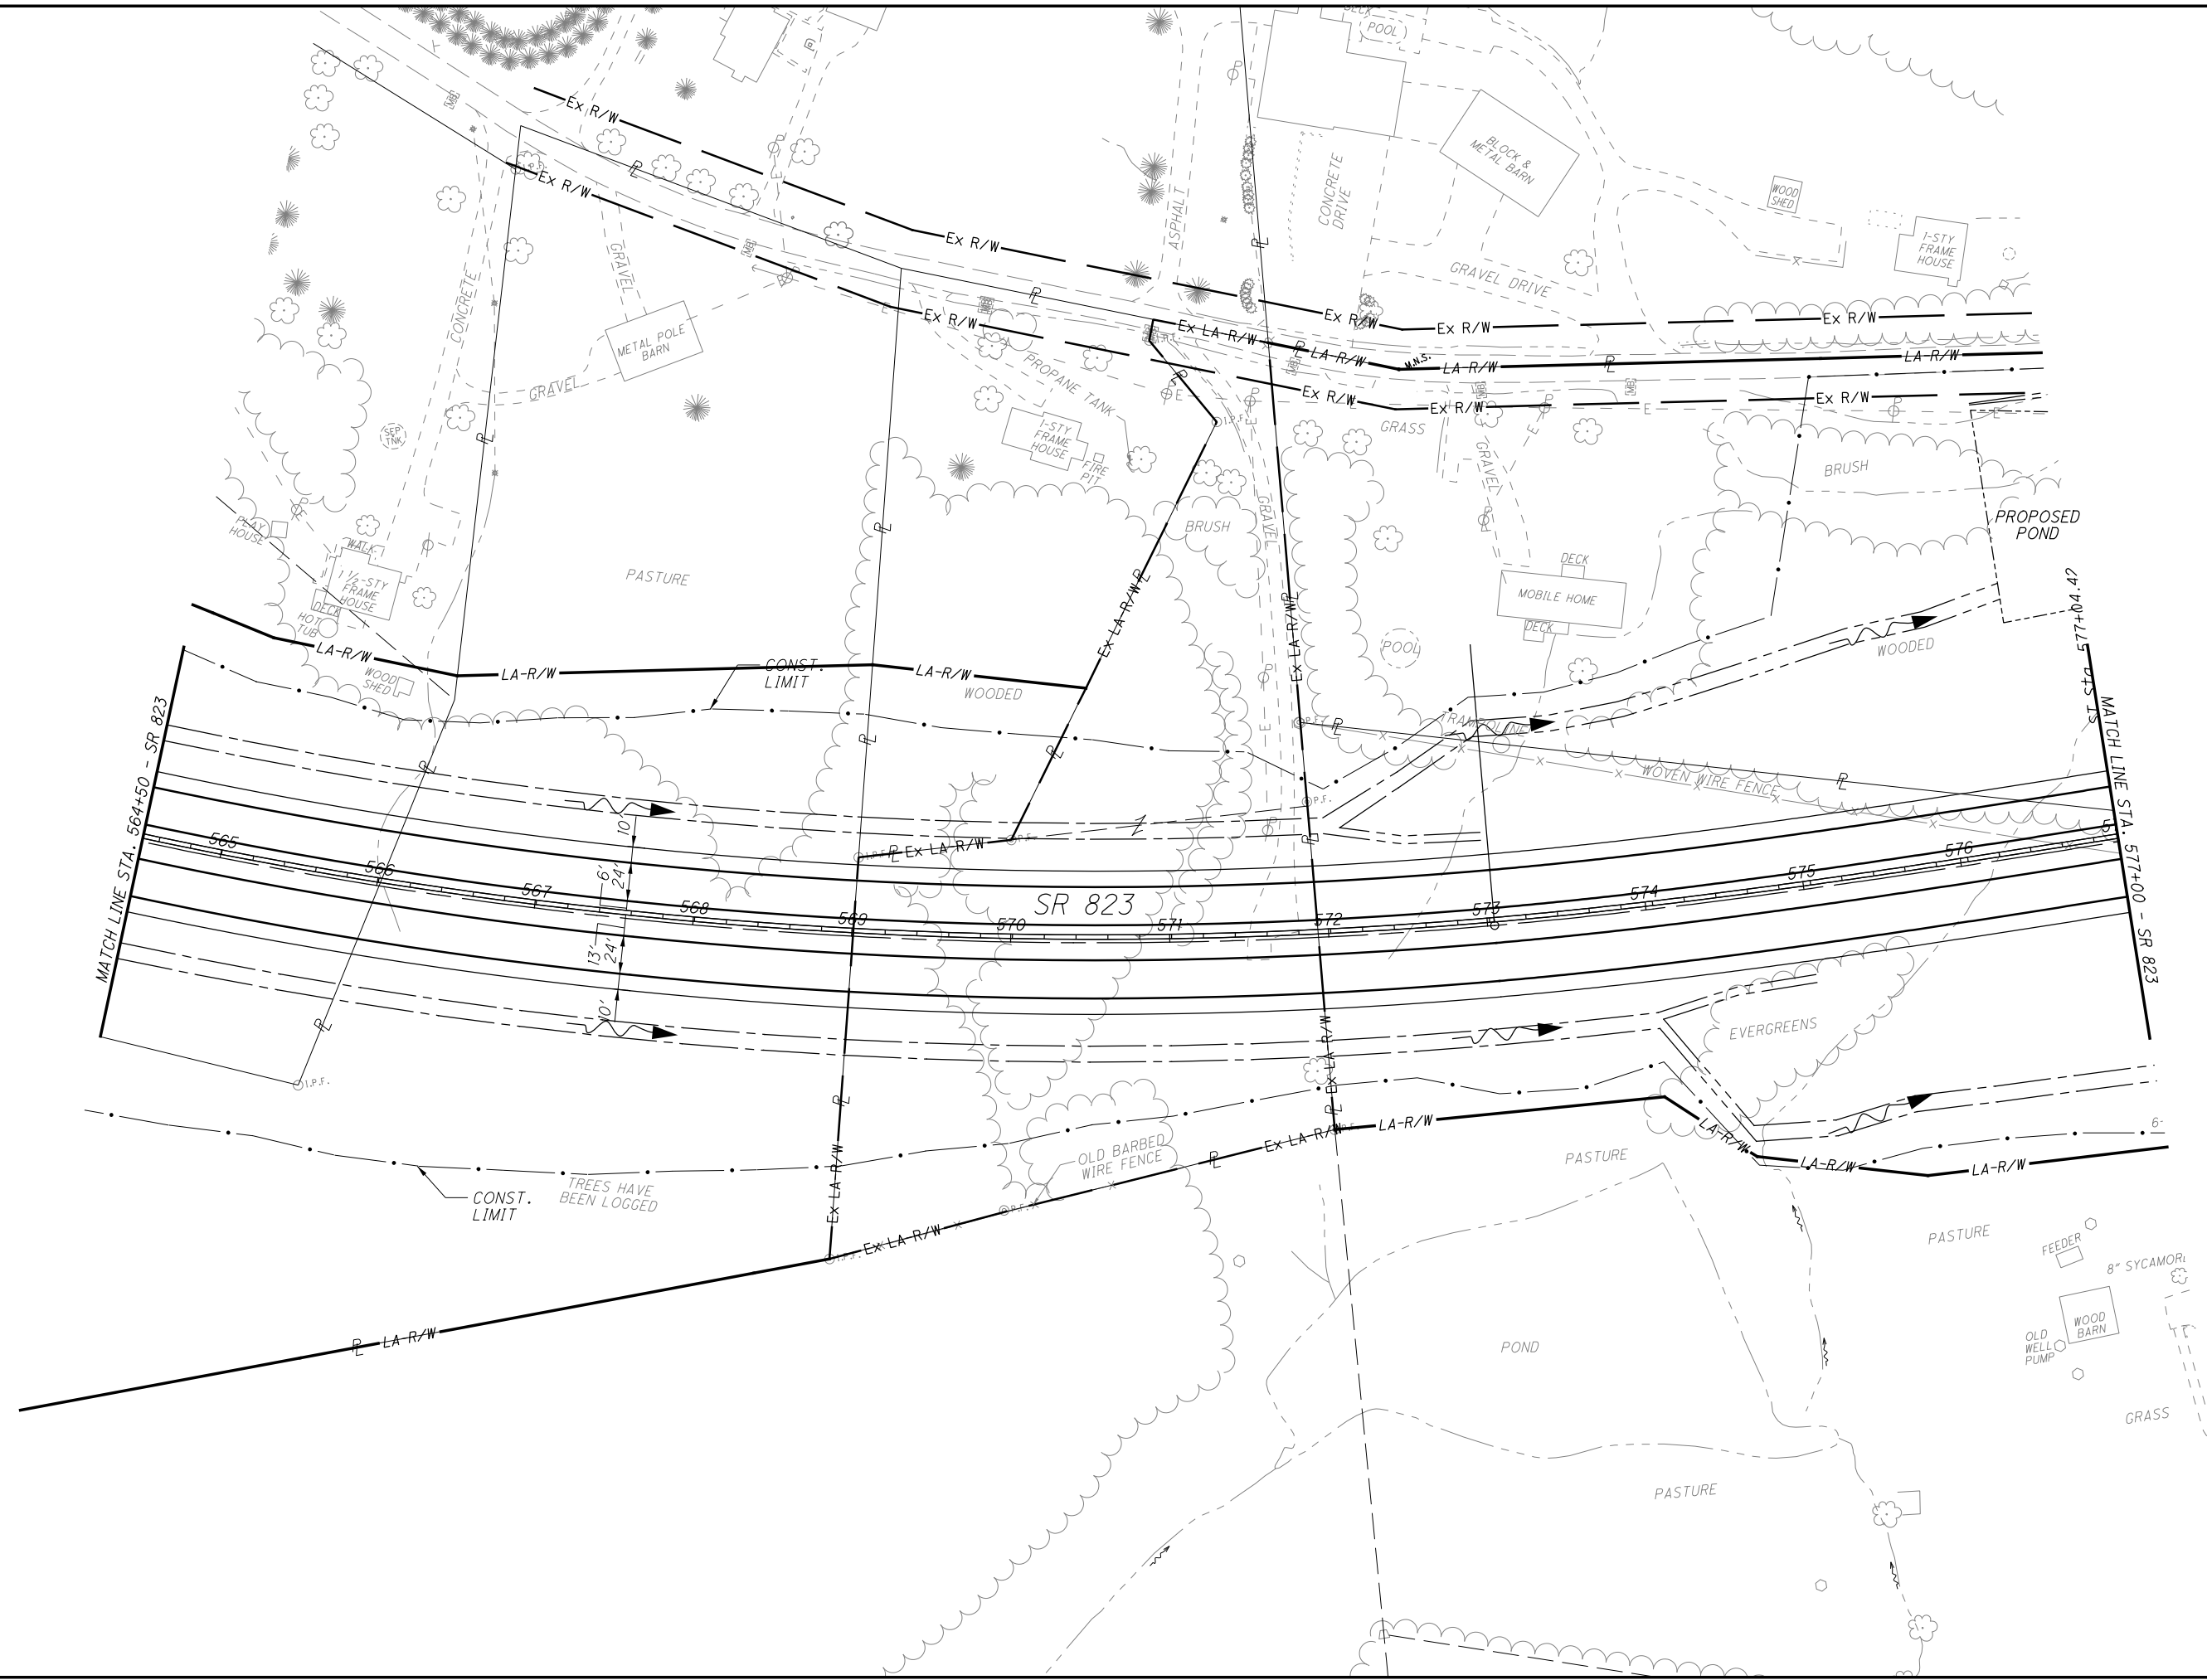 DECK
POOL
Ex R/W
BLOCK &
METAL BARN
CONCRETE
DRIVE
WOOD
SHED
Ex R/W
ASPHALT
1-STY
FRAME
HOUSE
Ex R/W
GRAVEL
CONCRETE
GRAVEL DRIVE
METAL POLE
BARN
Ex R/W
Ex R/W
Ex R/W
Ex R/W
Ex LA-R/W
LA-R/W
M.N.S.
LA-R/W
LA-R/W
GRAVEL
PROPANE TANK
Ex R/W
Ex R/W
Ex R/W
I.P.F.
GRASS
SEP
TNK
1-STY
FRAME
HOUSE
FIRE
PIT
GRAVEL
BRUSH
GRAVEL
PROPOSED
POND
BRUSH
PLAY
HOUSE
WALK
1 1/2-STY
FRAME
HOUSE
DECK
HOT
TUB
PASTURE
DECK
MOBILE HOME
DECK
POOL
WOODED
Ex LA-R/W
Ex LA-R/W
LA-R/W
LA-R/W
CONST.
LIMIT
LA-R/W
WOOD
SHED
WOODED
TRAMPOLINE
I.P.F.
WOVEN WIRE FENCE
I.P.F.
ST Pd 577+04.42
MATCH LINE STA. 564+50 - SR 823
MATCH LINE STA. 577+00 - SR 823
10'
6'
24'
13'
24'
10'
I.P.F.
Ex LA-R/W
I.P.F.
565
566
567
568
569
570
571
572
573
574
575
576
5
SR 823
EVERGREENS
I.P.F.
Ex LA-R/W
I.P.F.
LA-R/W
LA-R/W
LA-R/W
LA-R/W
6-
OLD BARBED
WIRE FENCE
Ex LA-R/W
PASTURE
TREES HAVE
BEEN LOGGED
CONST.
LIMIT
Ex LA-R/W
I.P.F.
Ex LA-R/W
I.P.F.
PASTURE
FEEDER
8" SYCAMORE
WOOD
BARN
OLD
WELL
PUMP
LA-R/W
POND
GRASS
PASTURE